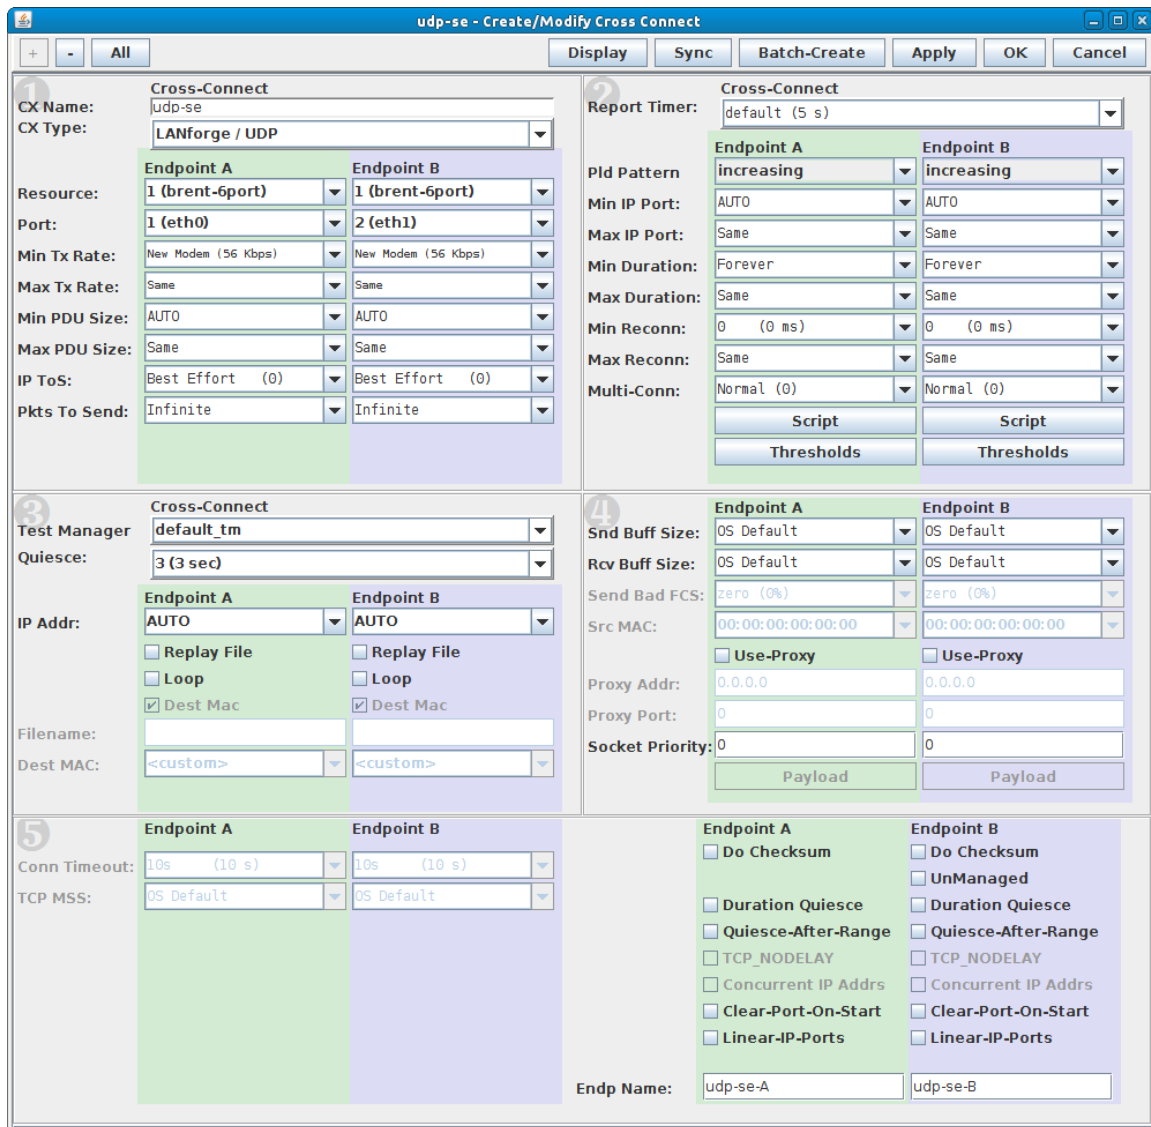 udp-se - Create/Modify Cross Connect
+ - All Display Sync Batch-Create Apply OK Cancel
1
Cross-Connect
CX Name: udp-se
CX Type: LANforge / UDP
Endpoint A Endpoint B
Resource: 1 (brent-6port) 1 (brent-6port)
Port: 1 (eth0) 2 (eth1)
Min Tx Rate: New Modem (56 Kbps) New Modem (56 Kbps)
Max Tx Rate: Same Same
Min PDU Size: AUTO AUTO
Max PDU Size: Same Same
IP ToS: Best Effort (0) Best Effort (0)
Pkts To Send: Infinite Infinite
2
Cross-Connect
Report Timer: default (5 s)
Endpoint A Endpoint B
Pld Pattern increasing increasing
Min IP Port: AUTO AUTO
Max IP Port: Same Same
Min Duration: Forever Forever
Max Duration: Same Same
Min Reconn: 0 (0 ms) 0 (0 ms)
Max Reconn: Same Same
Multi-Conn: Normal (0) Normal (0)
Script Script
Thresholds Thresholds
3
Cross-Connect
Test Manager default_tm
Quiesce: 3 (3 sec)
Endpoint A Endpoint B
IP Addr: AUTO AUTO
Replay File Replay File
Loop Loop
Dest Mac Dest Mac
Filename:
Dest MAC: <custom> <custom>
4
Endpoint A Endpoint B
Snd Buff Size: OS Default OS Default
Rcv Buff Size: OS Default OS Default
Send Bad FCS: zero (0%) zero (0%)
Src MAC: 00:00:00:00:00:00 00:00:00:00:00:00
Use-Proxy Use-Proxy
Proxy Addr: 0.0.0.0 0.0.0.0
Proxy Port: 0 0
Socket Priority: 0 0
Payload Payload
5
Endpoint A Endpoint B
Conn Timeout: 10s (10 s) 10s (10 s)
TCP MSS: OS Default OS Default
Endpoint A Endpoint B
Do Checksum Do Checksum
UnManaged
Duration Quiesce Duration Quiesce
Quiesce-After-Range Quiesce-After-Range
TCP_NODELAY TCP_NODELAY
Concurrent IP Addrs Concurrent IP Addrs
Clear-Port-On-Start Clear-Port-On-Start
Linear-IP-Ports Linear-IP-Ports
Endp Name: udp-se-A udp-se-B